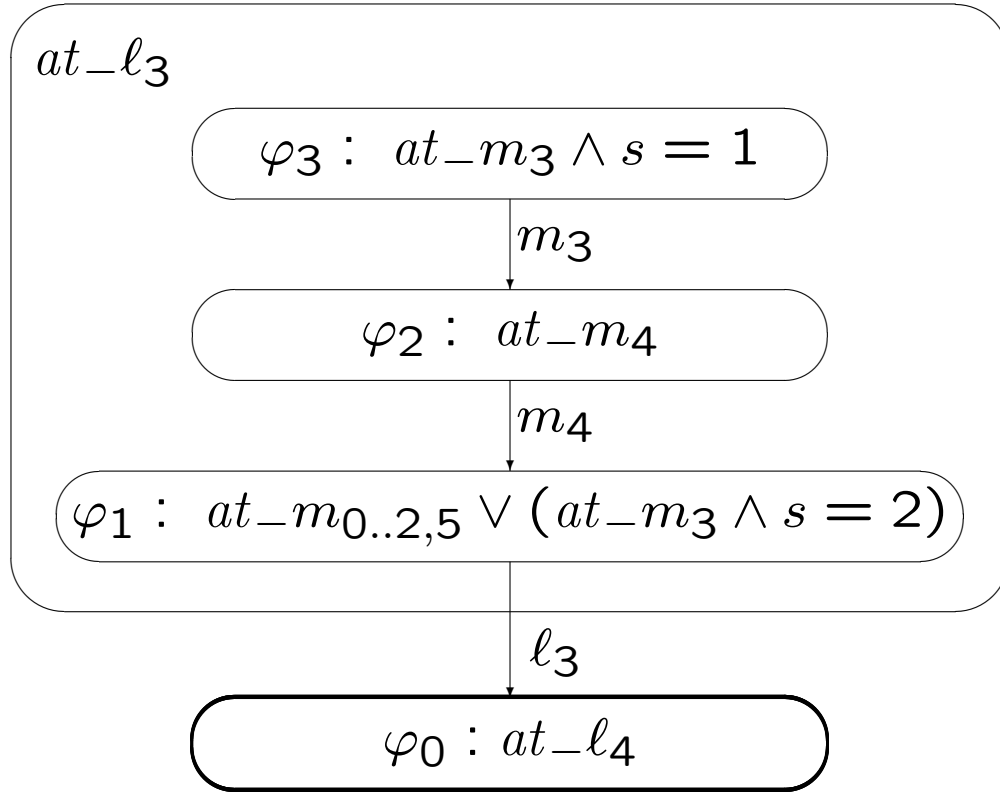 at_ℓ₃
φ₃ : at_m₃ ∧ s = 1
m₃
φ₂ : at_m₄
m₄
φ₁ : at_m₀..₂,₅ ∨ (at_m₃ ∧ s = 2)
ℓ₃
φ₀ : at_ℓ₄